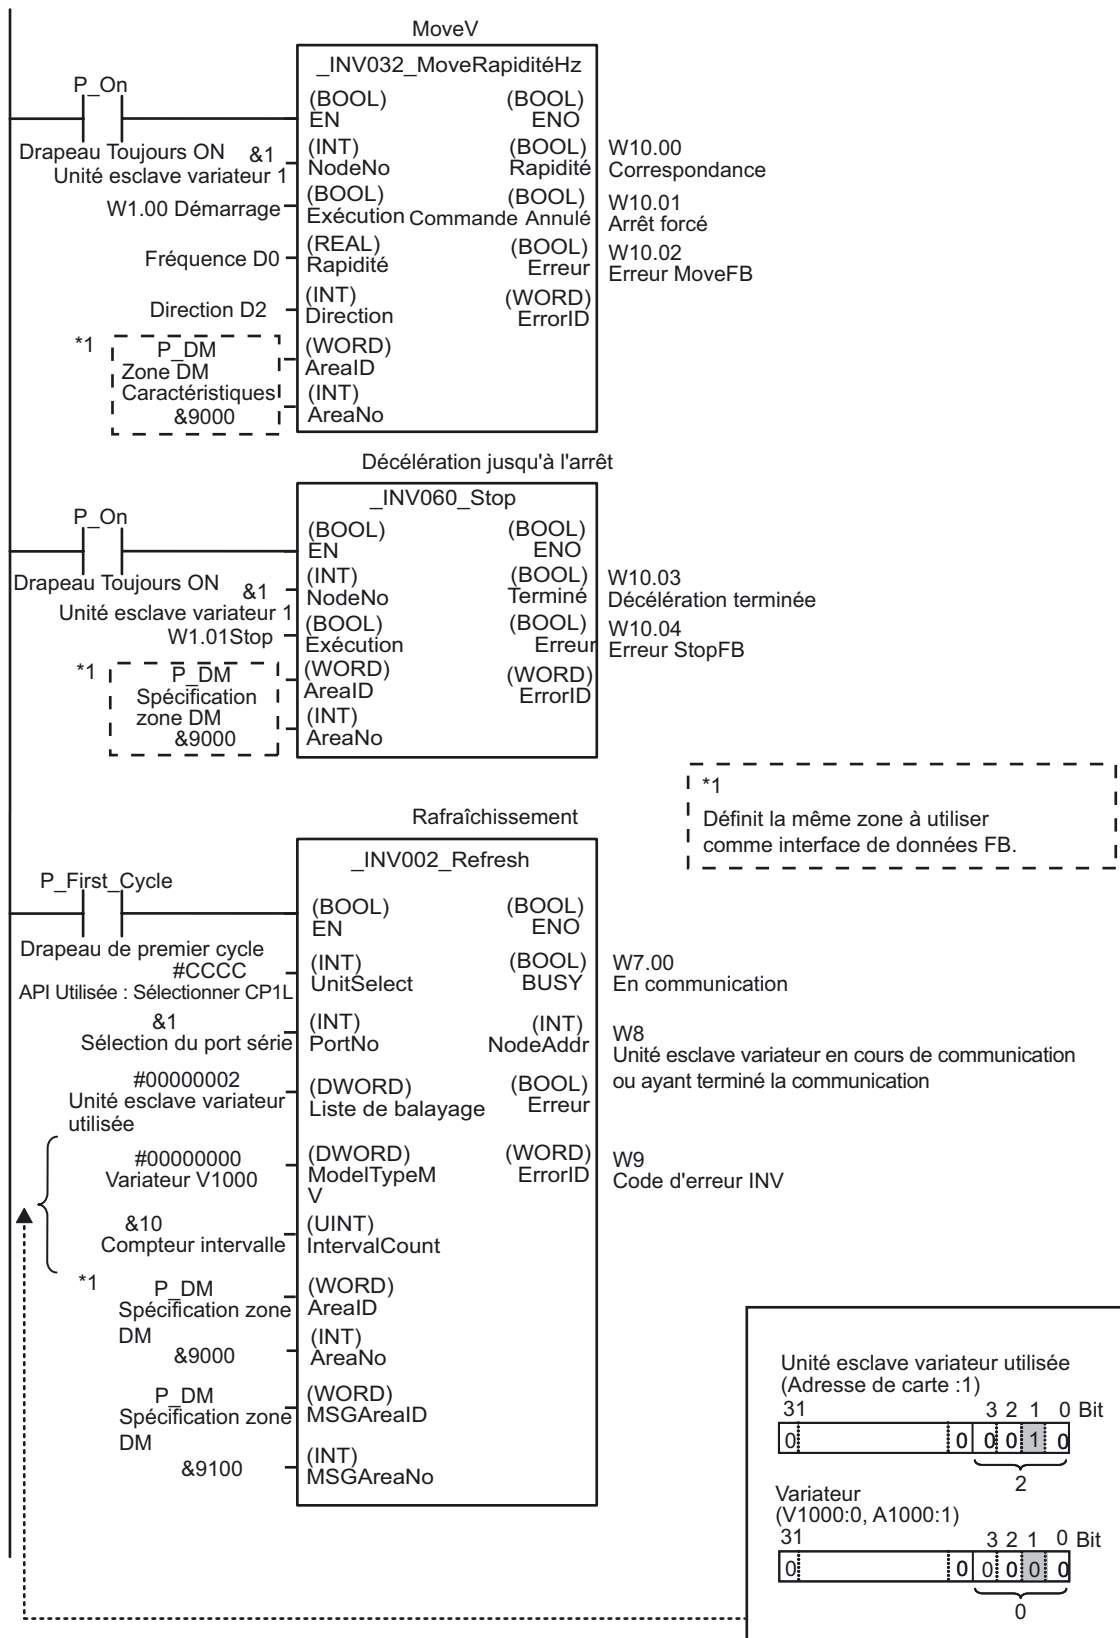 MoveV
_INV032_MoveRapiditéHz
P_On
(BOOL) (BOOL)
EN ENO
Drapeau Toujours ON
&1 (INT) (BOOL) W10.00
Unité esclave variateur 1 NodeNo Rapidité Correspondance
W1.00 Démarrage (BOOL) (BOOL) W10.01
Exécution Commande Annulé Arrêt forcé
Fréquence D0 (REAL) (BOOL) W10.02
Rapidité Erreur Erreur MoveFB
Direction D2 (INT) (WORD)
Direction ErrorID
*1 P_DM (WORD)
Zone DM AreaID
Caractéristiques (INT)
&9000 AreaNo
Décélération jusqu'à l'arrêt
_INV060_Stop
P_On
(BOOL) (BOOL)
EN ENO
Drapeau Toujours ON
&1 (INT) (BOOL) W10.03
Unité esclave variateur 1 NodeNo Terminé Décélération terminée
W1.01Stop (BOOL) (BOOL) W10.04
Exécution Erreur Erreur StopFB
*1 P_DM (WORD) (WORD)
Spécification AreaID ErrorID
zone DM (INT)
&9000 AreaNo
*1
Définit la même zone à utiliser
comme interface de données FB.
Rafraîchissement
_INV002_Refresh
P_First_Cycle
(BOOL) (BOOL)
EN ENO
Drapeau de premier cycle
#CCCC (INT) (BOOL) W7.00
API Utilisée : Sélectionner CP1L UnitSelect BUSY En communication
&1 (INT) (INT) W8
Sélection du port série PortNo NodeAddr Unité esclave variateur en cours de communication
ou ayant terminé la communication
#00000002 (DWORD) (BOOL)
Unité esclave variateur Liste de balayage Erreur
utilisée
#00000000 (DWORD) (WORD) W9
Variateur V1000 ModelTypeM ErrorID Code d'erreur INV
V
&10 (UINT)
Compteur intervalle IntervalCount
*1 P_DM (WORD)
Spécification zone AreaID
DM (INT)
&9000 AreaNo
P_DM (WORD)
Spécification zone MSGAreaID
DM
&9100 (INT)
MSGAreaNo
Unité esclave variateur utilisée
(Adresse de carte :1)
31 3 2 1 0 Bit
0 0 0 0 1 0
2
Variateur
(V1000:0, A1000:1)
31 3 2 1 0 Bit
0 0 0 0 0 0
0